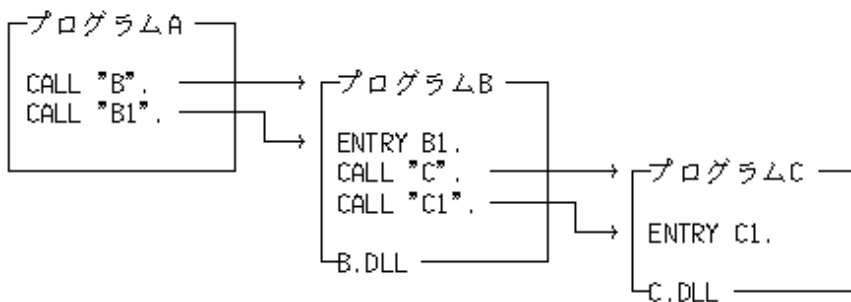 プログラムA
CALL "B".
CALL "B1".
プログラムB
ENTRY B1.
CALL "C".
CALL "C1".
B.DLL
プログラムC
ENTRY C1.
C.DLL